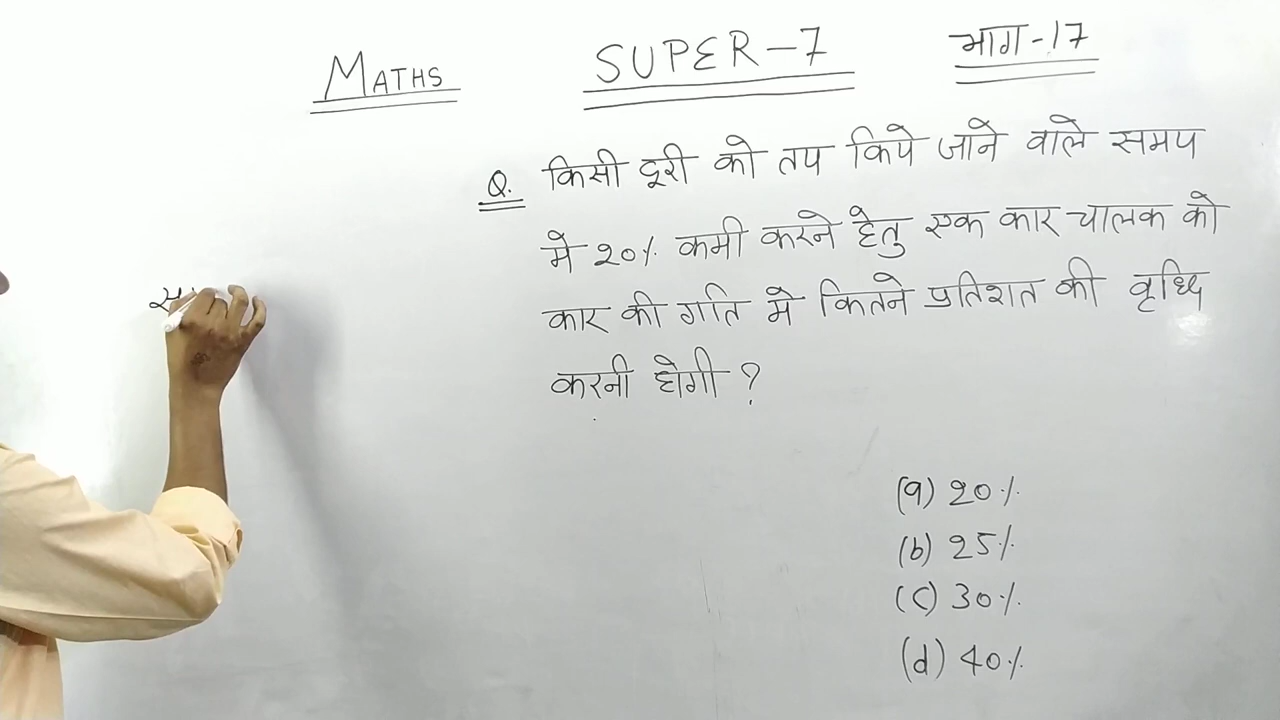 MATHS SUPER-7 भाग-17
Q. किसी दूरी को तय किये जाने वाले समय
मे 20% कमी करने हेतु एक कार चालक को
कार की गति मे कितने प्रतिशत की वृध्दि
करनी होगी ?
(a) 20%
(b) 25%
(c) 30%
(d) 40%